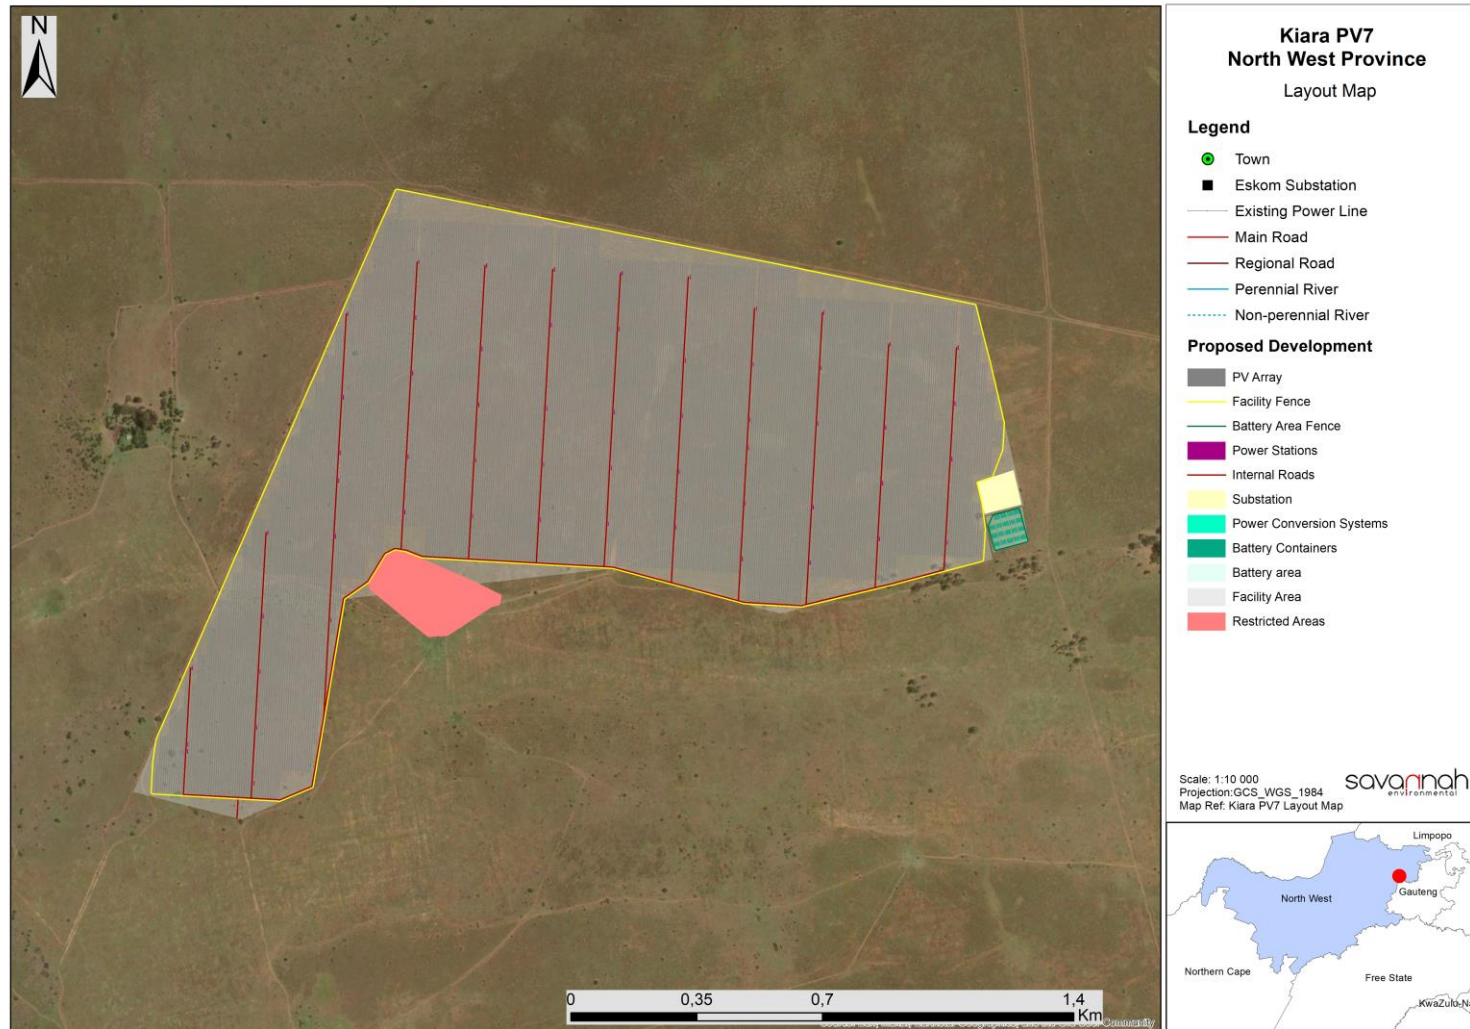 N
Kiara PV7
North West Province
Layout Map
Legend
Town
Eskom Substation
Existing Power Line
Main Road
Regional Road
Perennial River
Non-perennial River
Proposed Development
PV Array
Facility Fence
Battery Area Fence
Power Stations
Internal Roads
Substation
Power Conversion Systems
Battery Containers
Battery area
Facility Area
Restricted Areas
Scale: 1:10 000
Projection:GCS_WGS_1984
Map Ref: Kiara PV7 Layout Map
savannah
environmental
Limpopo
North West
Gauteng
Northern Cape
Free State
KwaZulu-Na
0 0,35 0,7 1,4
Km
Community